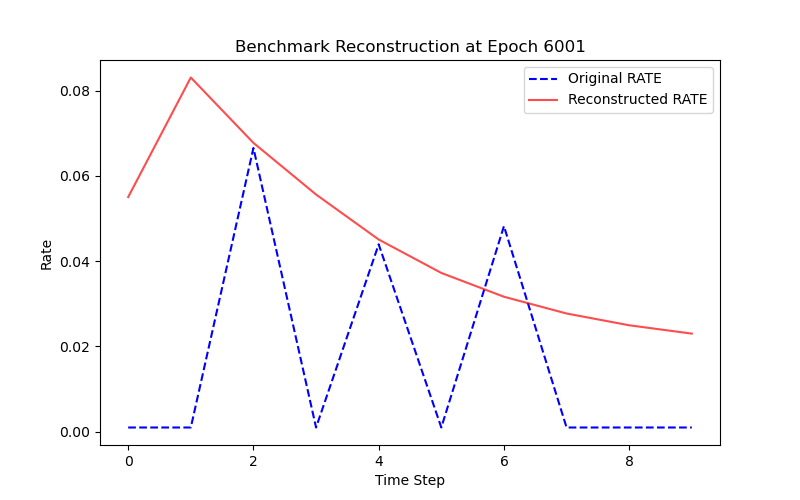 Benchmark Reconstruction at Epoch 6001
Original RATE
Reconstructed RATE
Rate
0.08
0.06
0.04
0.02
0.00
0 2 4 6 8
Time Step